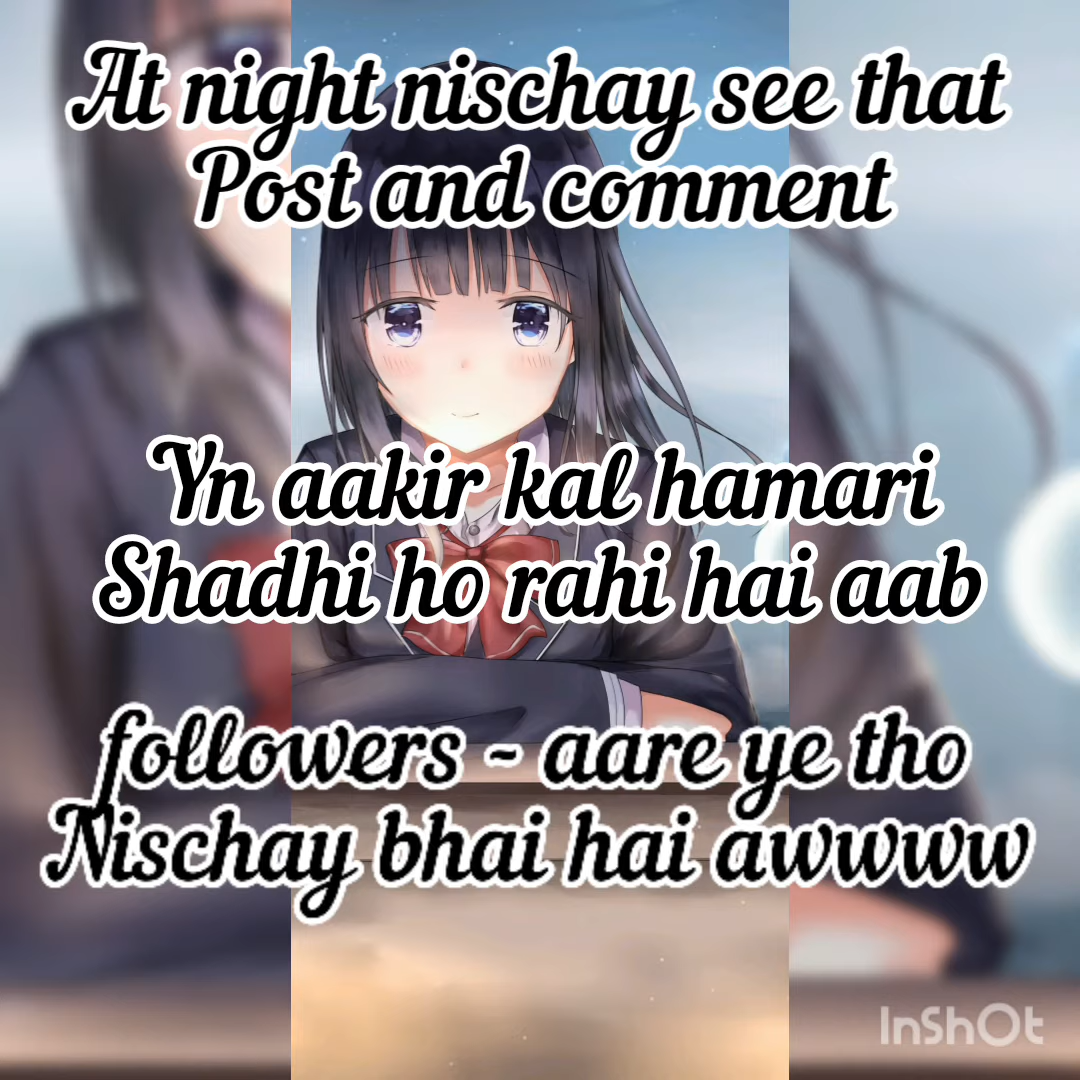 At night nischay see that
Post and comment
Yn aakir kal hamari
Shadhi ho rahi hai aab
followers - aare ye tho
Nischay bhai hai awwww
InShOt